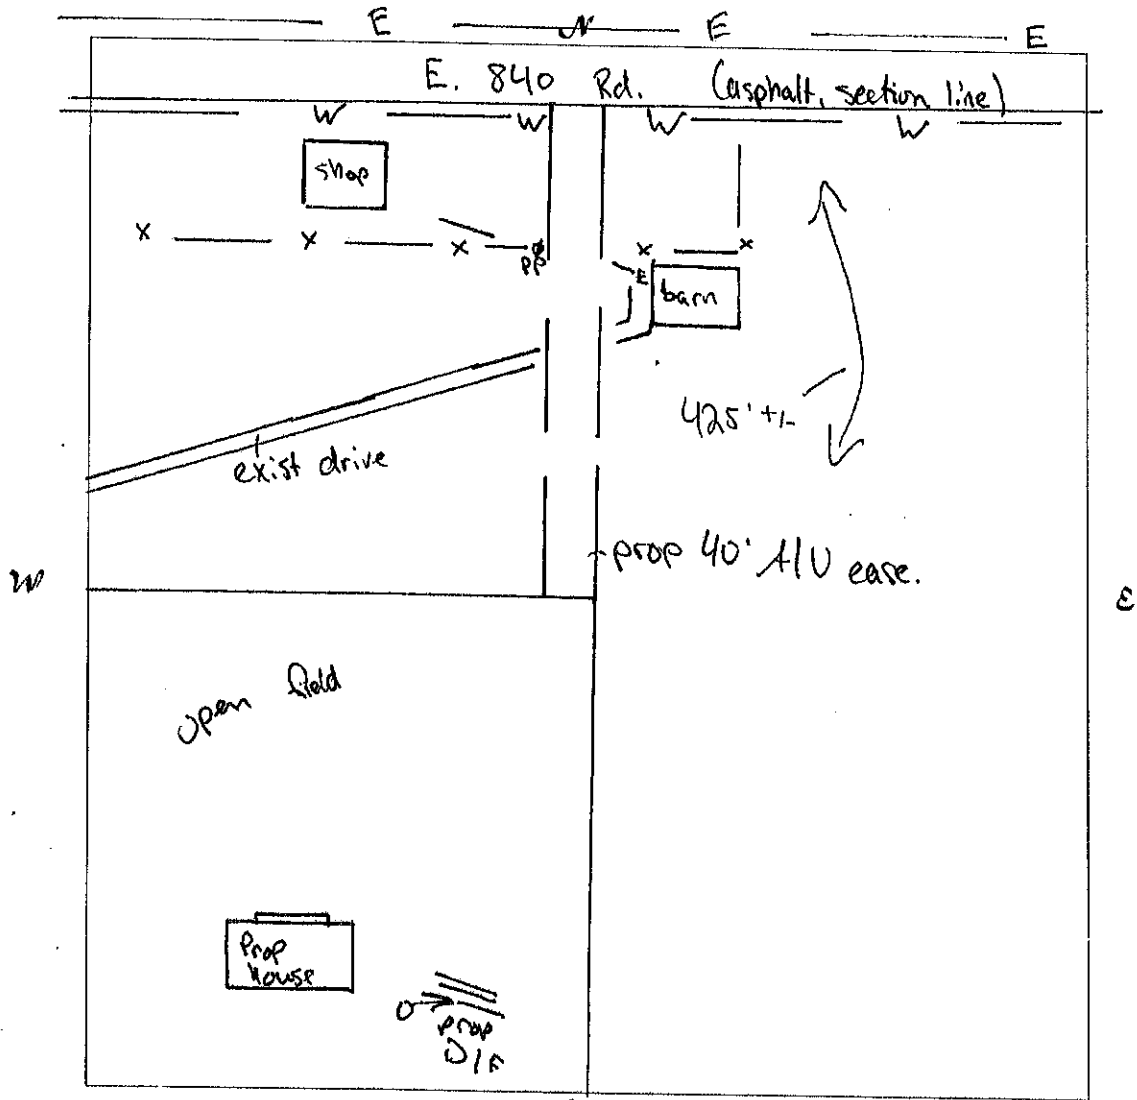 E N E E
E. 840 Rd. (asphalt, section line)
W W W W
shop
X X X PP X X
E
barn
425' +/-
exist drive
prop 40' A/U ease.
W
E
open field
Prop
House
prop
O/F